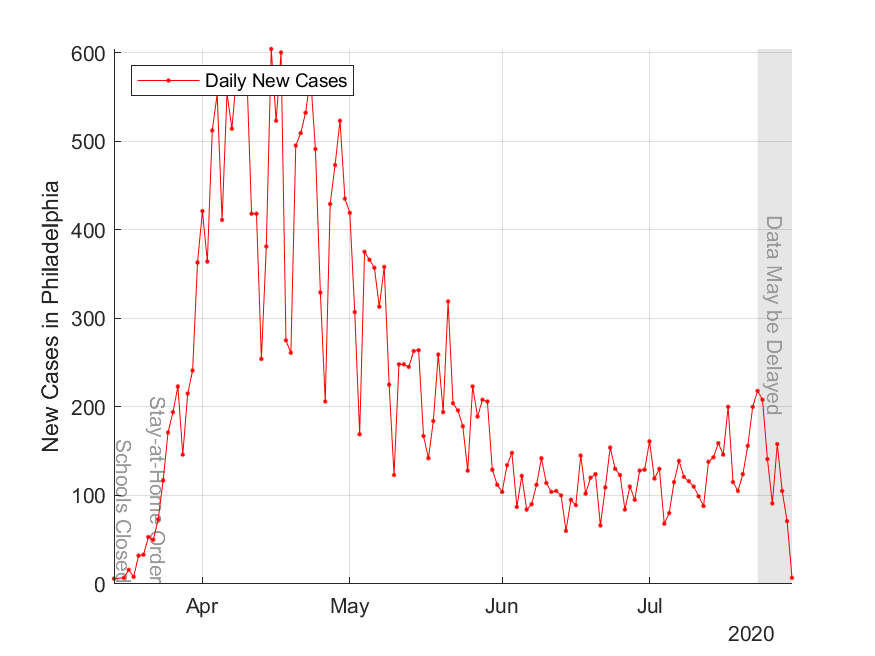 New Cases in Philadelphia
600
500
400
300
200
100
0
Daily New Cases
Schools Closed
Stay-at-Home Order
Data May be Delayed
Apr
May
Jun
Jul
2020